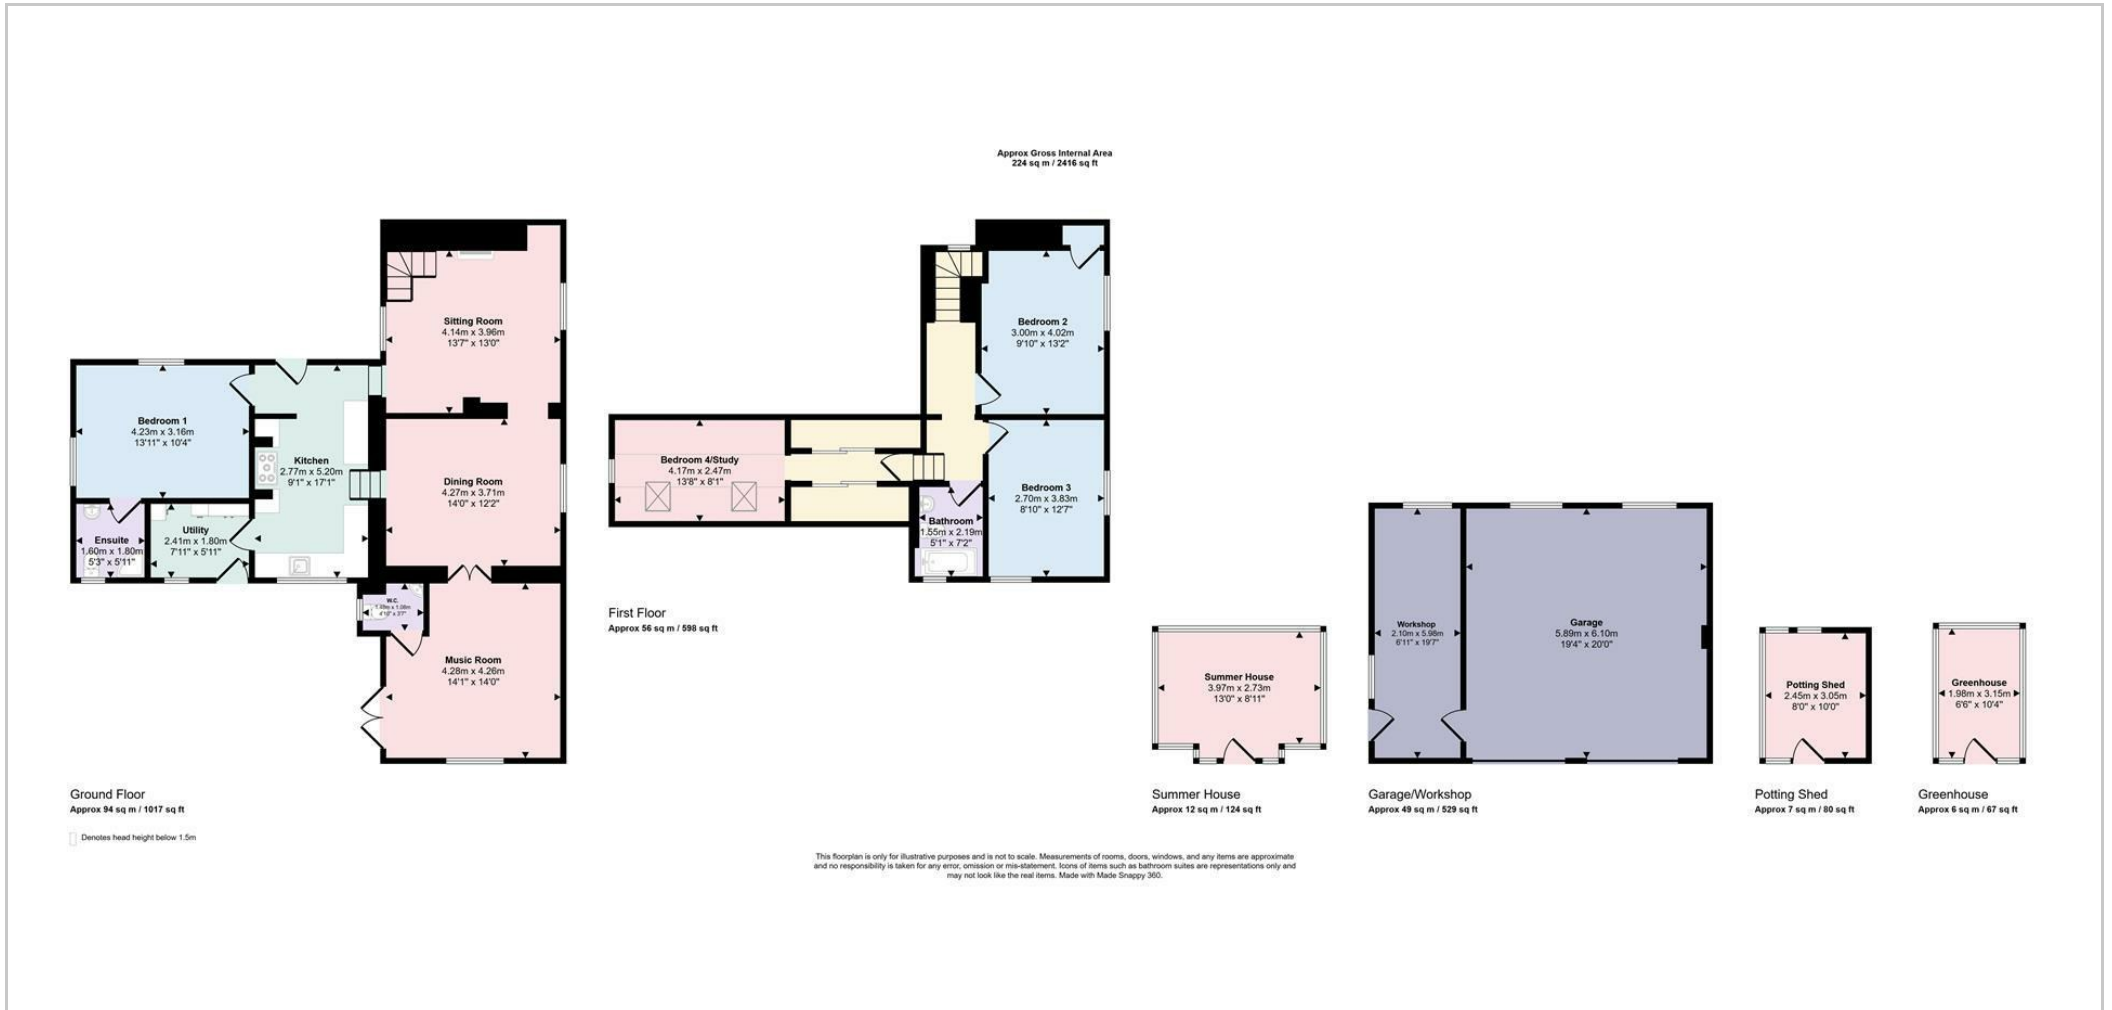 Approx Gross Internal Area
224 sq m / 2416 sq ft
Sitting Room
4.14m x 3.96m
13'7" x 13'0"
Bedroom 1
4.23m x 3.16m
13'11" x 10'4"
Kitchen
2.77m x 5.20m
9'1" x 17'1"
Dining Room
4.27m x 3.71m
14'0" x 12'2"
Ensuite
1.60m x 1.80m
5'3" x 5'11"
Utility
2.41m x 1.80m
7'11" x 5'11"
W.C.
Music Room
4.28m x 4.26m
14'1" x 14'0"
Ground Floor
Approx 94 sq m / 1017 sq ft
Denotes head height below 1.5m
Bedroom 2
3.00m x 4.02m
9'10" x 13'2"
Bedroom 4/Study
4.17m x 2.47m
13'8" x 8'1"
Bedroom 3
2.70m x 3.83m
8'10" x 12'7"
Bathroom
1.55m x 2.19m
5'1" x 7'2"
First Floor
Approx 56 sq m / 598 sq ft
Summer House
3.97m x 2.73m
13'0" x 8'11"
Summer House
Approx 12 sq m / 124 sq ft
Workshop
2.10m x 5.98m
6'11" x 19'7"
Garage
5.89m x 6.10m
19'4" x 20'0"
Garage/Workshop
Approx 49 sq m / 529 sq ft
Potting Shed
2.45m x 3.05m
8'0" x 10'0"
Potting Shed
Approx 7 sq m / 80 sq ft
Greenhouse
1.98m x 3.15m
6'6" x 10'4"
Greenhouse
Approx 6 sq m / 67 sq ft
This floorplan is only for illustrative purposes and is not to scale. Measurements of rooms, doors, windows, and any items are approximate
and no responsibility is taken for any error, omission or mis-statement. Icons of items such as bathroom suites are representations only and
may not look like the real items. Made with Made Snappy 360.